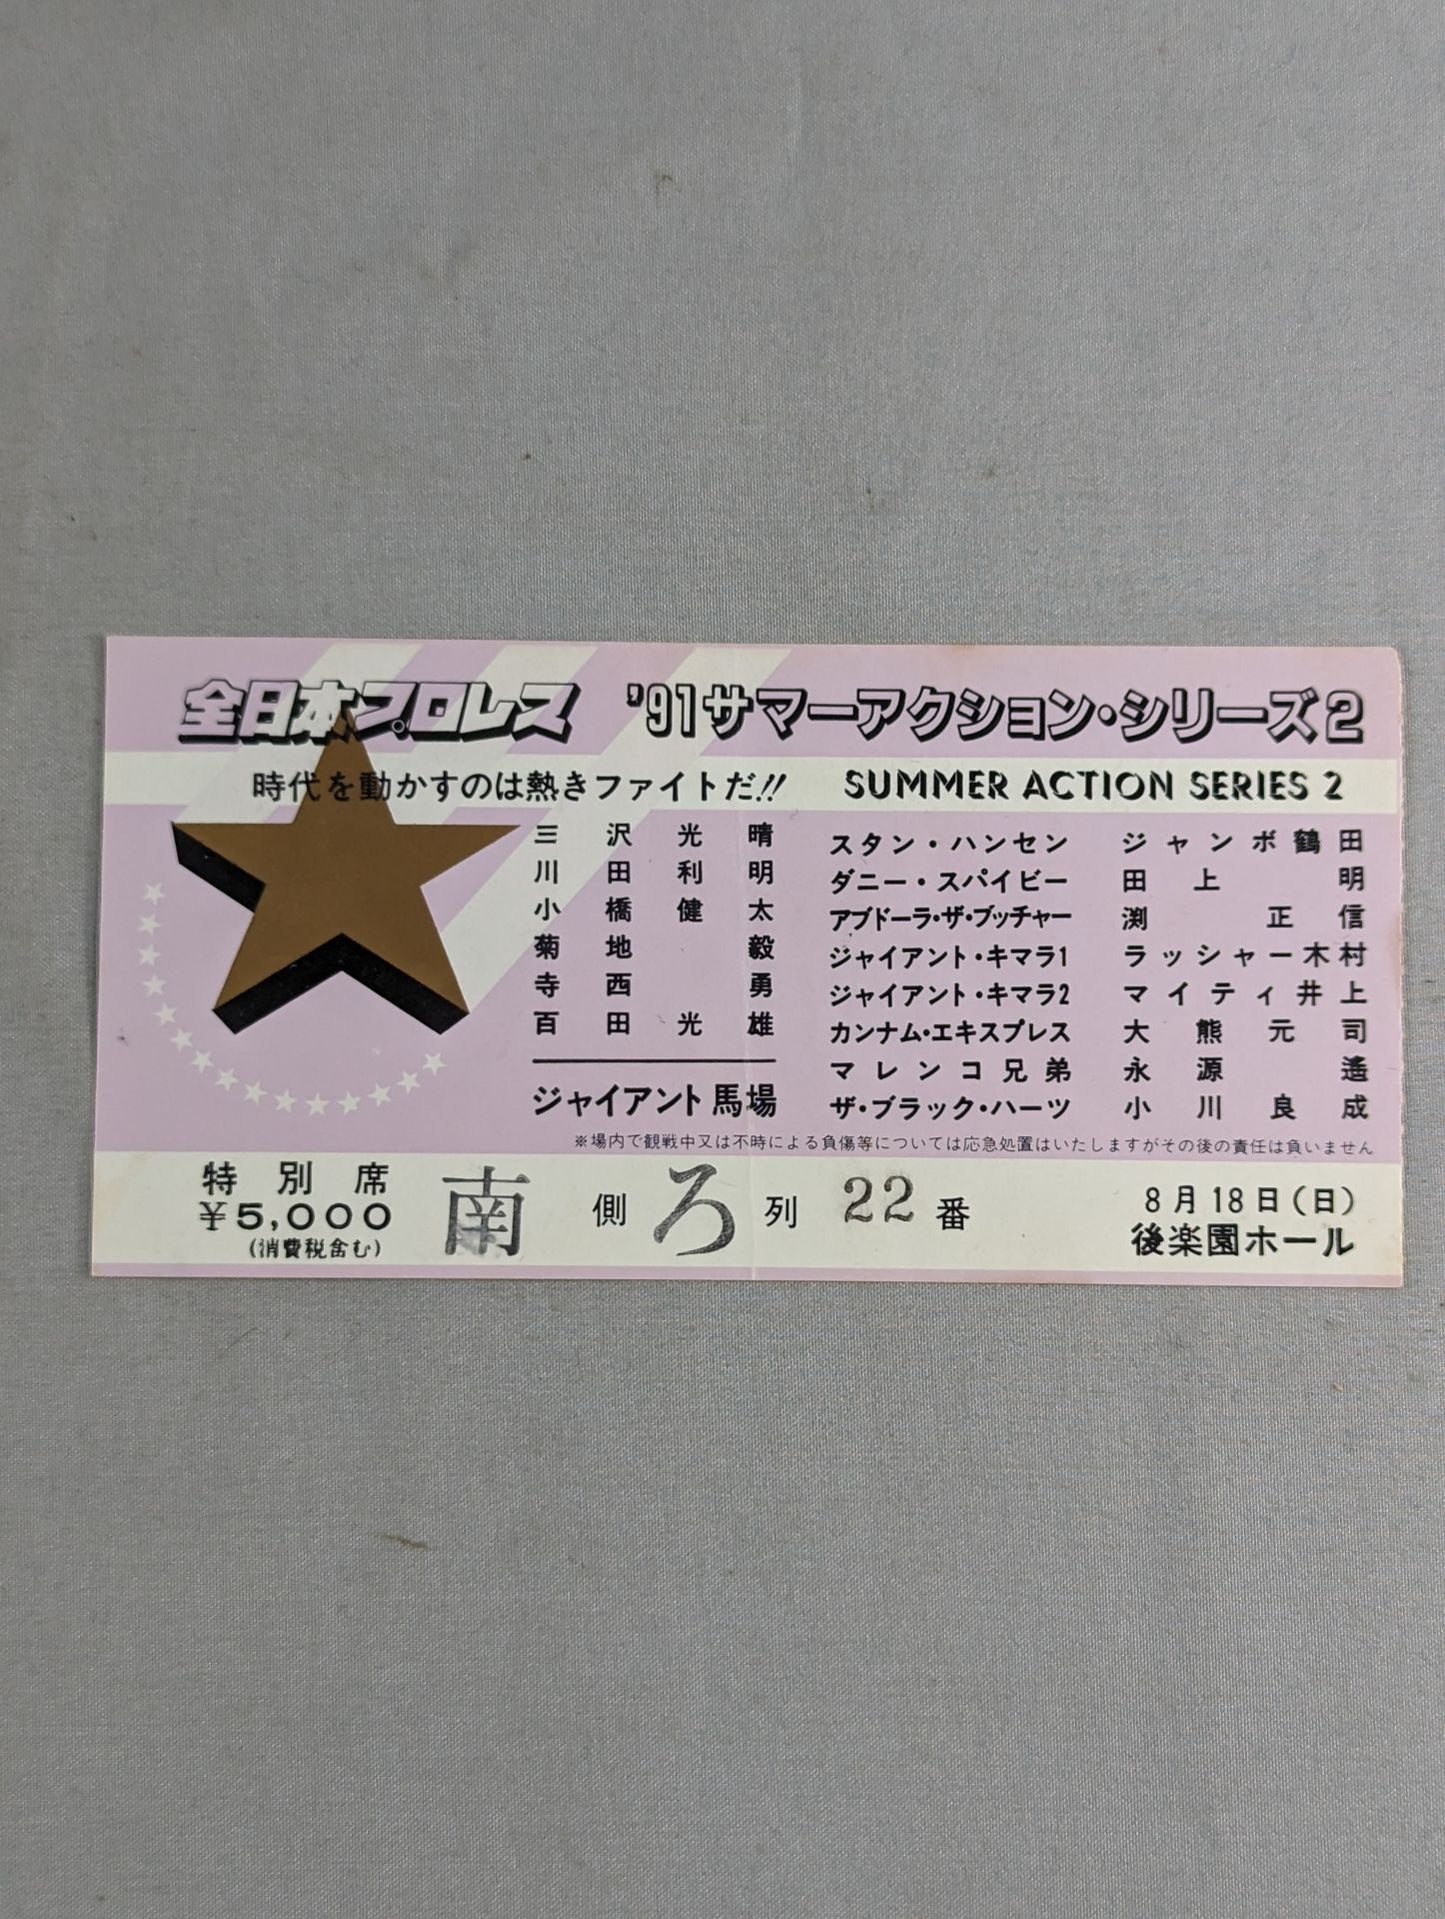 全日本プロレス '91サマーアクション・シリーズ2
時代を動かすのは熱きファイトだ!! SUMMER ACTION SERIES 2
三沢光晴
川田利明
小橋健太
菊地毅
寺西勇
百田光雄
ジャイアント馬場
スタン・ハンセン
ダニー・スパイビー
アブドーラ・ザ・ブッチャー
ジャイアント・キマラ1
ジャイアント・キマラ2
カンナム・エキスプレス
マレンコ兄弟
ザ・ブラック・ハーツ
ジャンボ鶴田
田上明
渕正信
ラッシャー木村
マイティ井上
大熊元司
永源遙
小川良成
※場内で観戦中又は不時による負傷等については応急処置はいたしますがその後の責任は負いません
特別席
¥5,000
(消費税含む)
南側ろ列22番
8月18日(日)
後楽園ホール